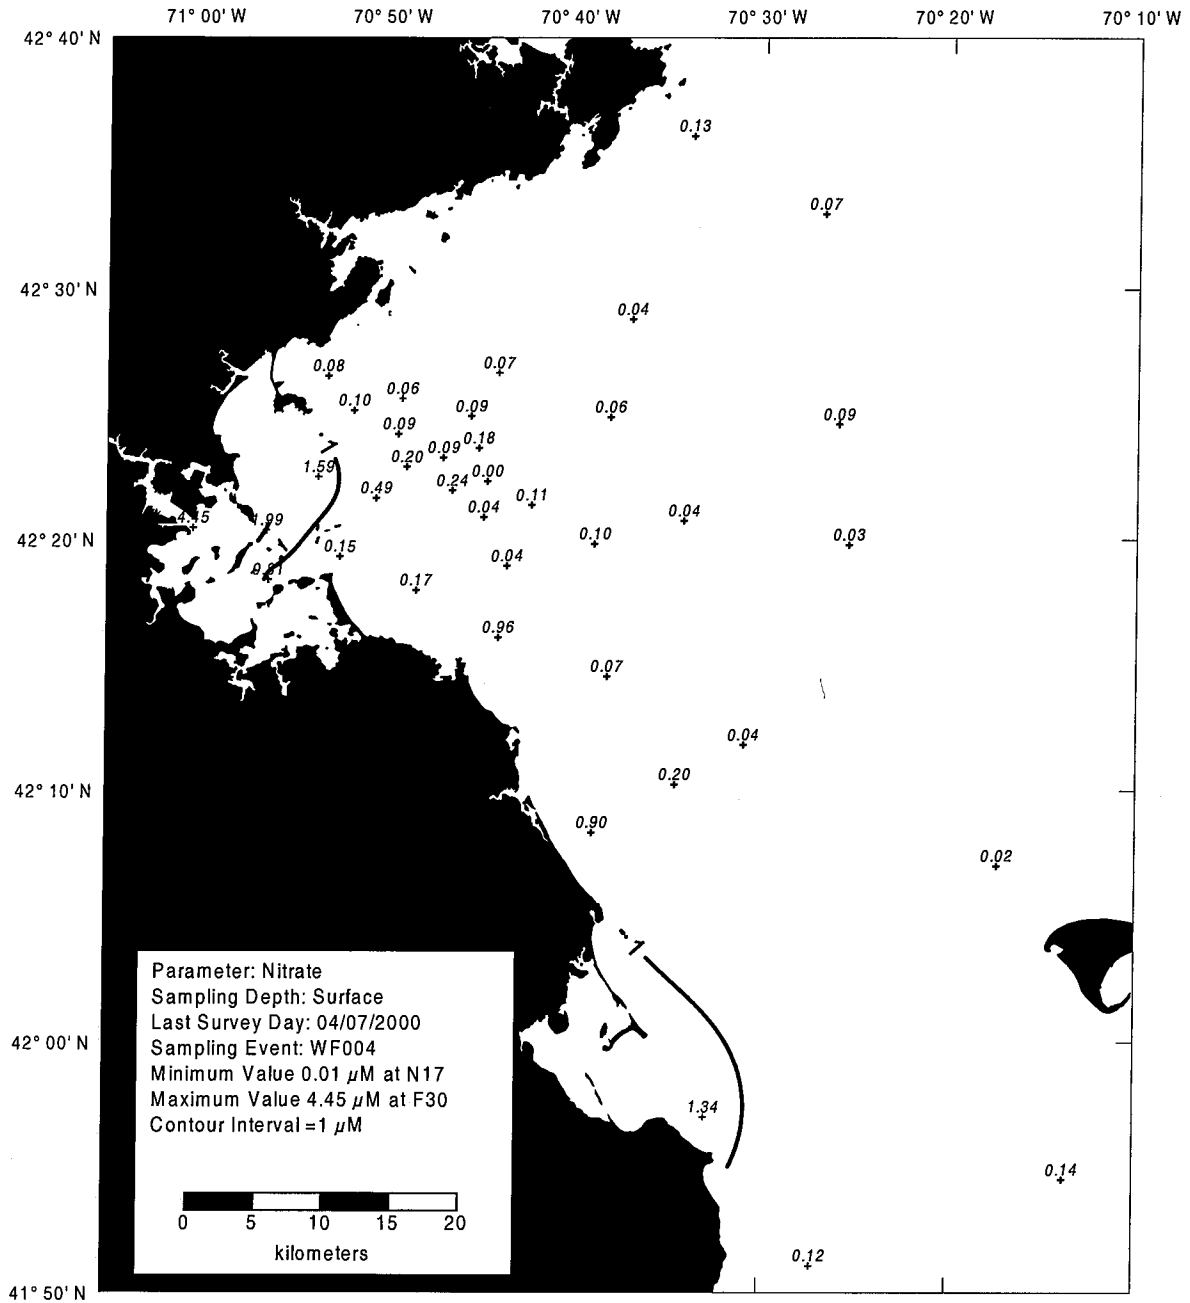 71° 00' W 70° 50' W 70° 40' W 70° 30' W 70° 20' W 70° 10' W
42° 40' N
0.13
0.07
42° 30' N
0.04
0.08
0.07
0.06
0.10
0.09
0.06
0.09
0.09
0.18
0.09
1
0.20
1.59
0.00
0.24
0.49
0.11
0.04
0.04
4.45
1.99
0.10
0.03
42° 20' N
0.15
0.04
0.17
0.96
0.07
0.04
0.20
42° 10' N
0.90
0.02
1
Parameter: Nitrate
Sampling Depth: Surface
Last Survey Day: 04/07/2000
42° 00' N
Sampling Event: WF004
Minimum Value 0.01 µM at N17
Maximum Value 4.45 µM at F30
Contour Interval =1 µM
1.34
0.14
0 5 10 15 20
kilometers
0.12
41° 50' N